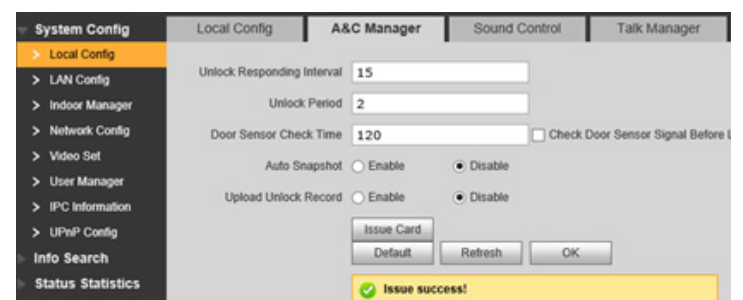 System Config
Local Config
LAN Config
Indoor Manager
Network Config
Video Set
User Manager
IPC Information
UPnP Config
Info Search
Status Statistics
Local Config A&C Manager Sound Control Talk Manager
Unlock Responding Interval 15
Unlock Period 2
Door Sensor Check Time 120 Check Door Sensor Signal Before L
Auto Snapshot Enable Disable
Upload Unlock Record Enable Disable
Issue Card
Default Refresh OK
Issue success!